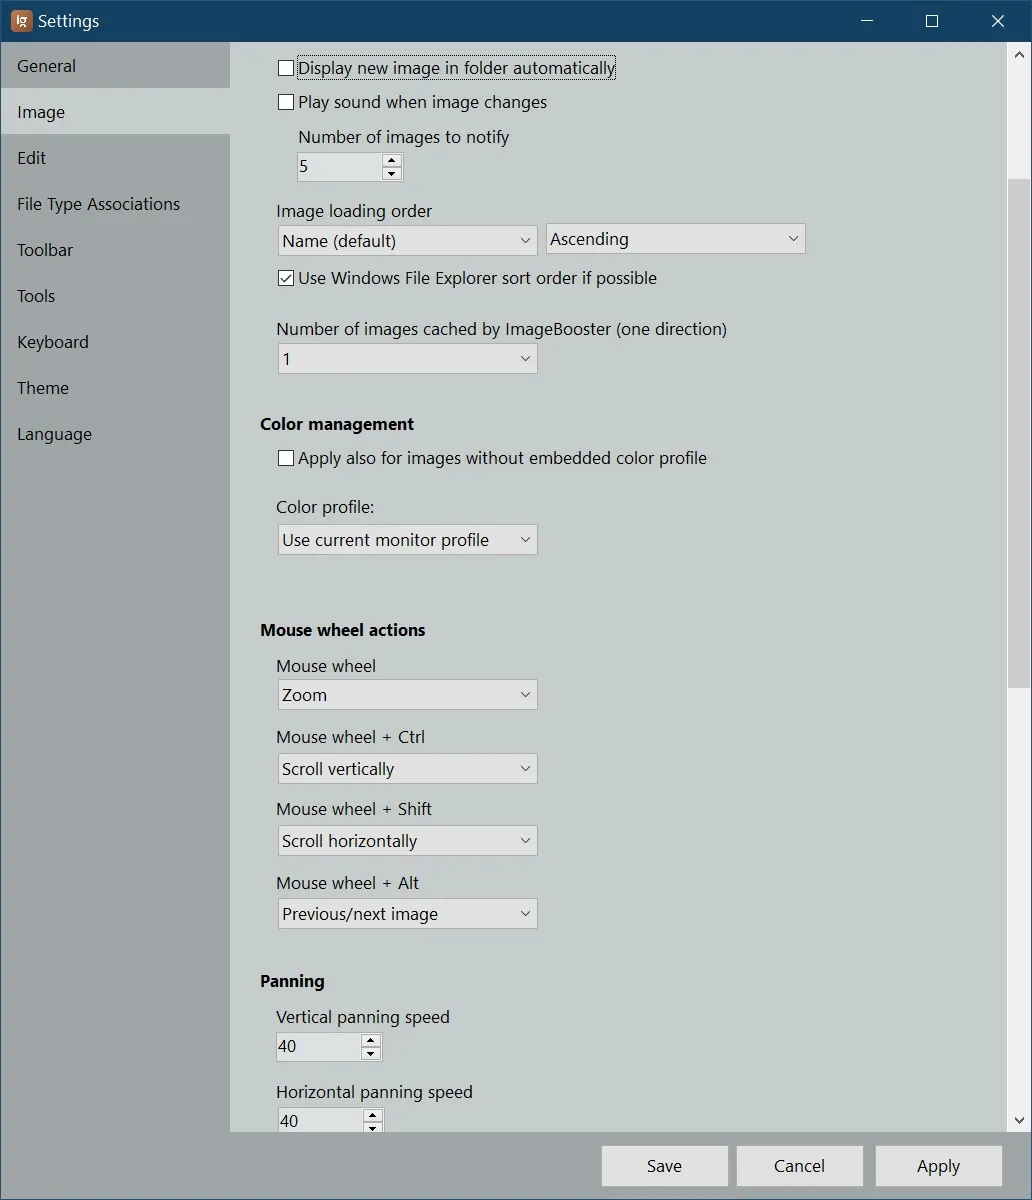 Ig Settings
General
Image
Edit
File Type Associations
Toolbar
Tools
Keyboard
Theme
Language
Display new image in folder automatically
Play sound when image changes
Number of images to notify
5
Image loading order
Name (default) Ascending
Use Windows File Explorer sort order if possible
Number of images cached by ImageBooster (one direction)
1
Color management
Apply also for images without embedded color profile
Color profile:
Use current monitor profile
Mouse wheel actions
Mouse wheel
Zoom
Mouse wheel + Ctrl
Scroll vertically
Mouse wheel + Shift
Scroll horizontally
Mouse wheel + Alt
Previous/next image
Panning
Vertical panning speed
40
Horizontal panning speed
40
Save Cancel Apply